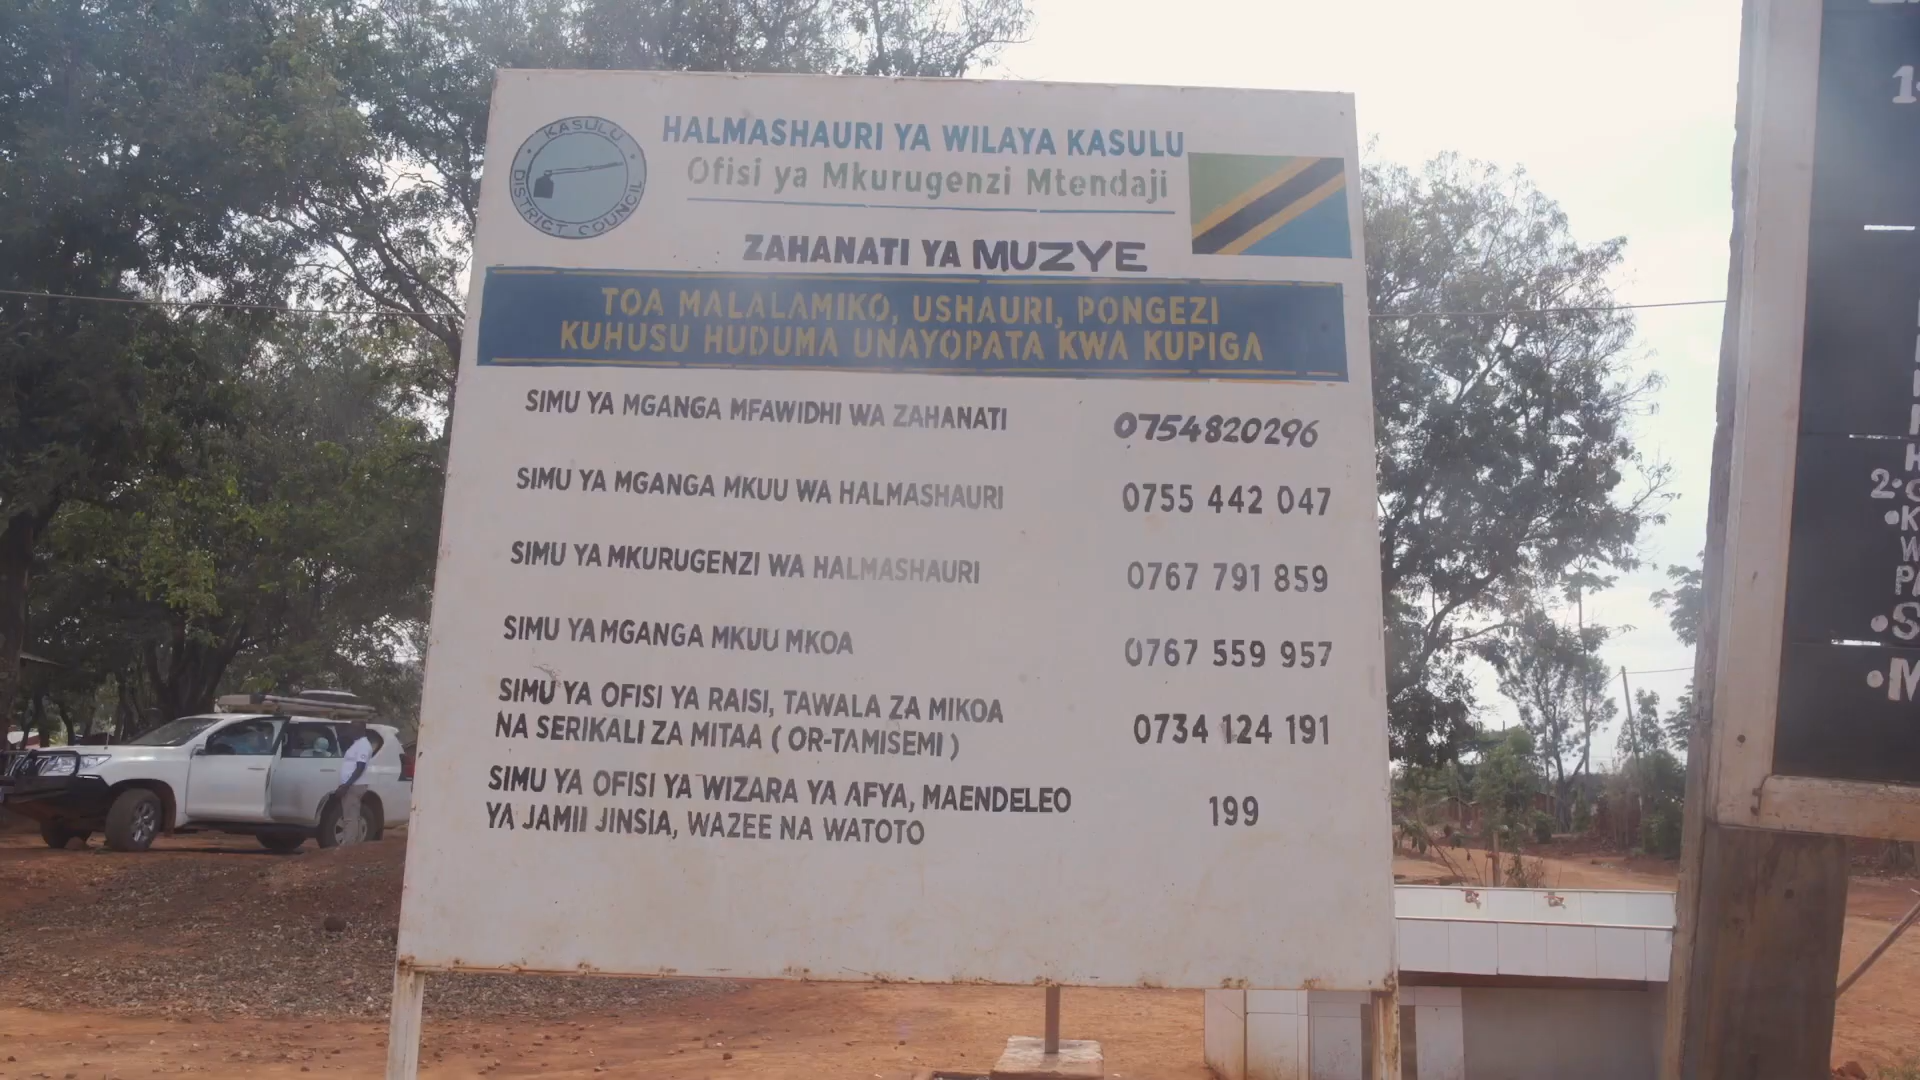 KASULU
DISTRICT COUNCIL
HALMASHAURI YA WILAYA KASULU
Ofisi ya Mkurugenzi Mtendaji
ZAHANATI YA MUZYE
TOA MALALAMIKO, USHAURI, PONGEZI
KUHUSU HUDUMA UNAYOPATA KWA KUPIGA
SIMU YA MGANGA MFAWIDHI WA ZAHANATI 0754820296
SIMU YA MGANGA MKUU WA HALMASHAURI 0755 442 047
SIMU YA MKURUGENZI WA HALMASHAURI 0767 791 859
SIMU YA MGANGA MKUU MKOA 0767 559 957
SIMU YA OFISI YA RAISI, TAWALA ZA MIKOA
NA SERIKALI ZA MITAA ( OR-TAMISEMI ) 0734 124 191
SIMU YA OFISI YA WIZARA YA AFYA, MAENDELEO
YA JAMII JINSIA, WAZEE NA WATOTO 199